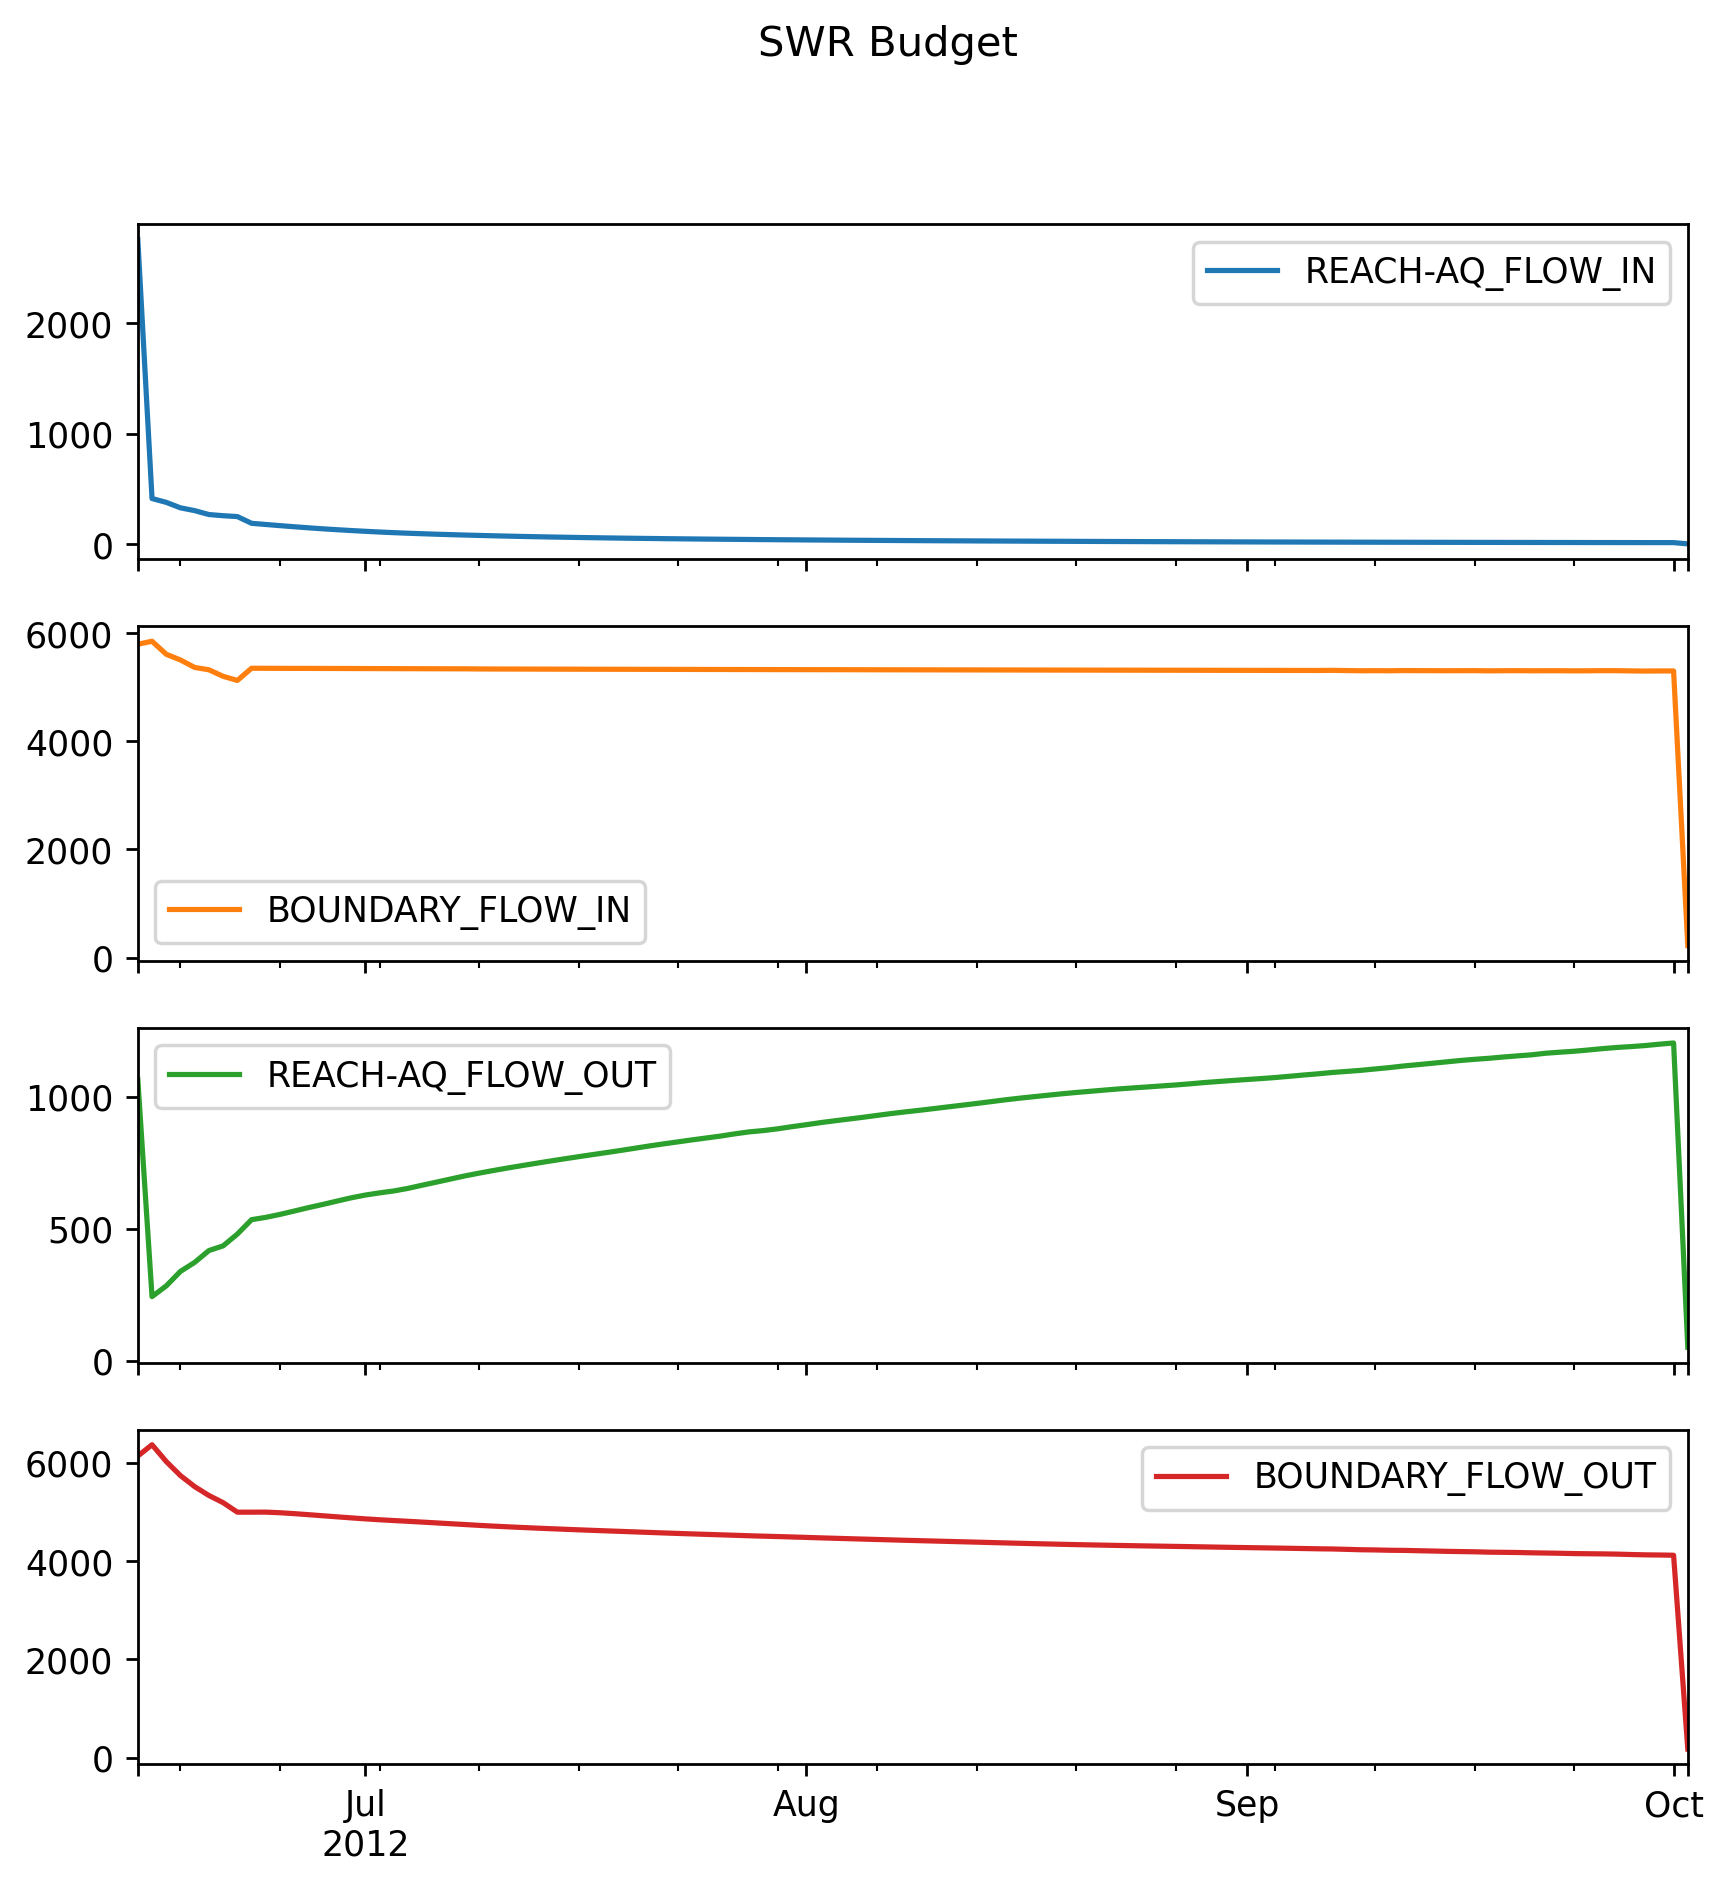 SWR Budget
2000
1000
0
REACH-AQ_FLOW_IN
6000
4000
2000
0
BOUNDARY_FLOW_IN
1000
500
0
REACH-AQ_FLOW_OUT
6000
4000
2000
0
BOUNDARY_FLOW_OUT
Jul Aug Sep Oct
2012